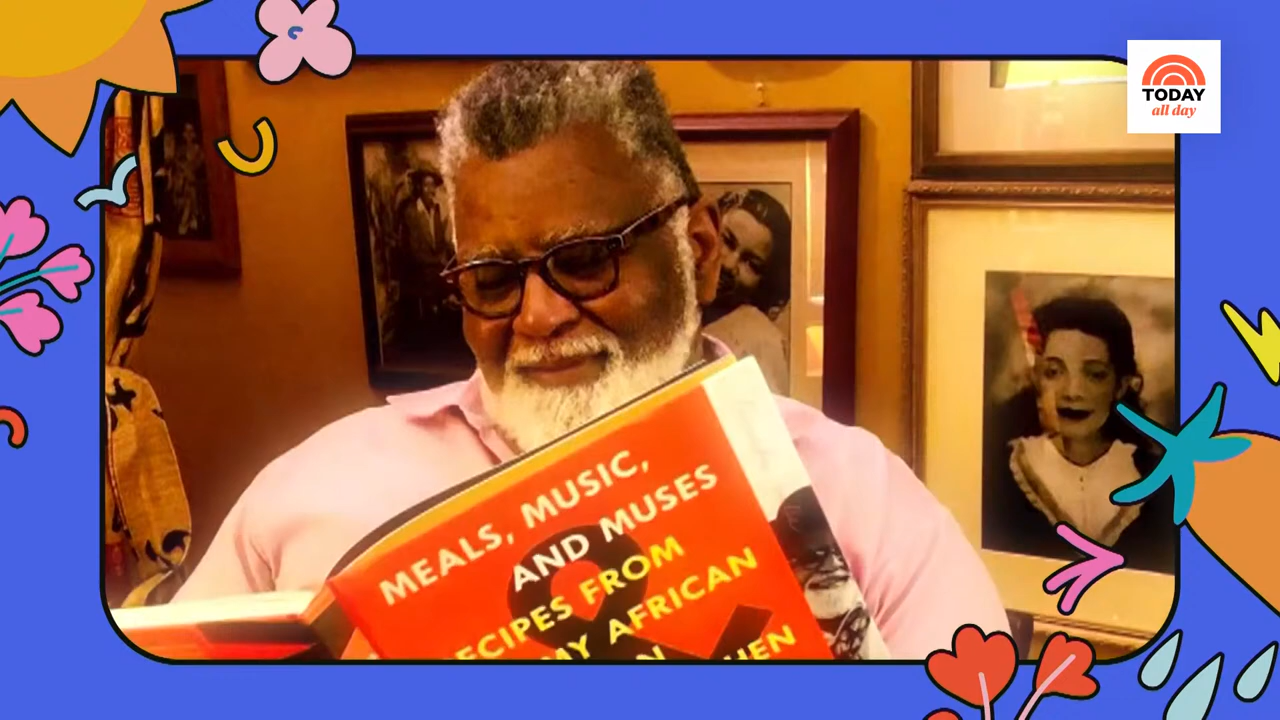 TODAY
all day
MEALS, MUSIC,
AND MUSES
RECIPES FROM
MY AFRICAN